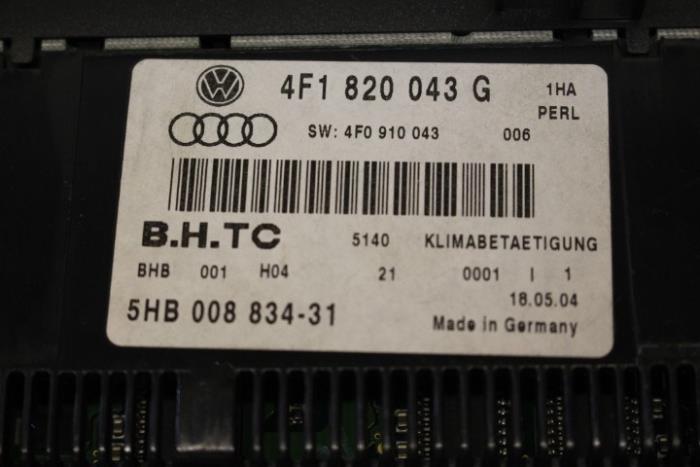 4F1 820 043 G 1HA
PERL
SW: 4F0 910 043 006
B.H.TC 5140 KLIMABETAETIGUNG
BHB 001 H04 21 0001 I 1
18.05.04
5HB 008 834-31 Made in Germany